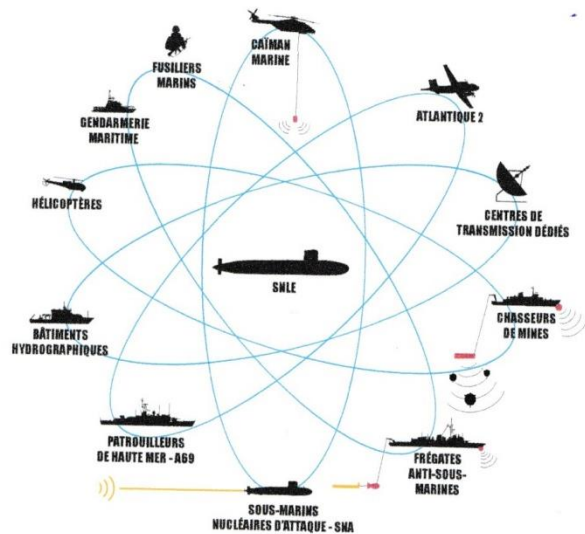 CAÏMAN
MARINE
FUSILIERS
MARINS
GENDARMERIE
MARITIME
ATLANTIQUE 2
HÉLICOPTÈRES
CENTRES DE
TRANSMISSION DÉDIÉS
SNLE
CHASSEURS
DE MINES
BÂTIMENTS
HYDROGRAPHIQUES
PATROUILLEURS
DE HAUTE MER - A69
FRÉGATES
ANTI-SOUS-
MARINES
SOUS-MARINS
NUCLÉAIRES D'ATTAQUE - SNA